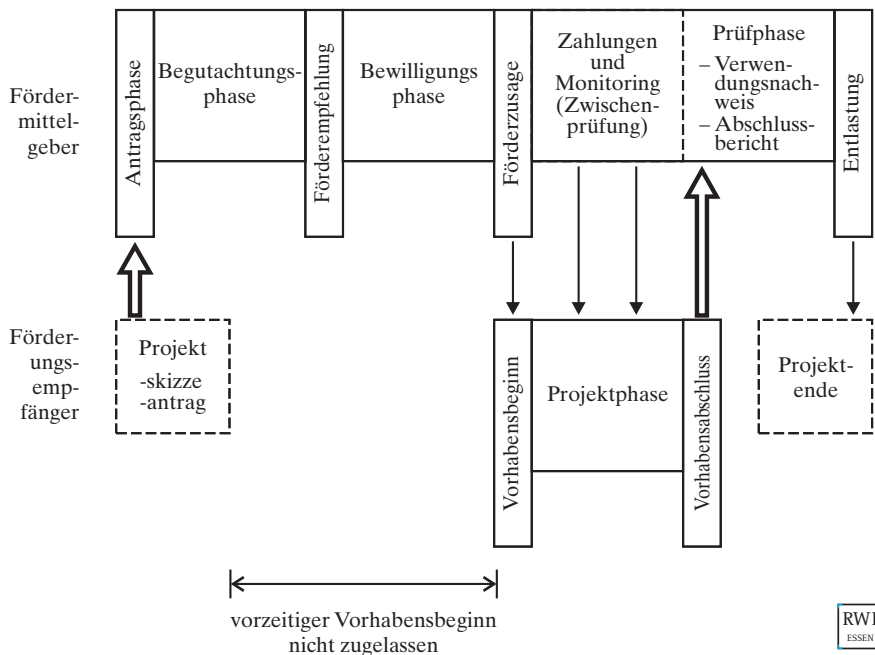 Förder-
mittel-
geber
Antragsphase
Begutachtungs-
phase
Förderempfehlung
Bewilligungs
phase
Förderzusage
Zahlungen
und
Monitoring
(Zwischen-
prüfung)
Prüfphase
– Verwen-
dungsnach-
weis
– Abschluss-
bericht
Entlastung
Förder-
ungs-
emp-
fänger
Projekt
-skizze
-antrag
Vorhabensbeginn
Projektphase
Vorhabensabschluss
Projekt-
ende
vorzeitiger Vorhabensbeginn
nicht zugelassen
RWI
ESSEN